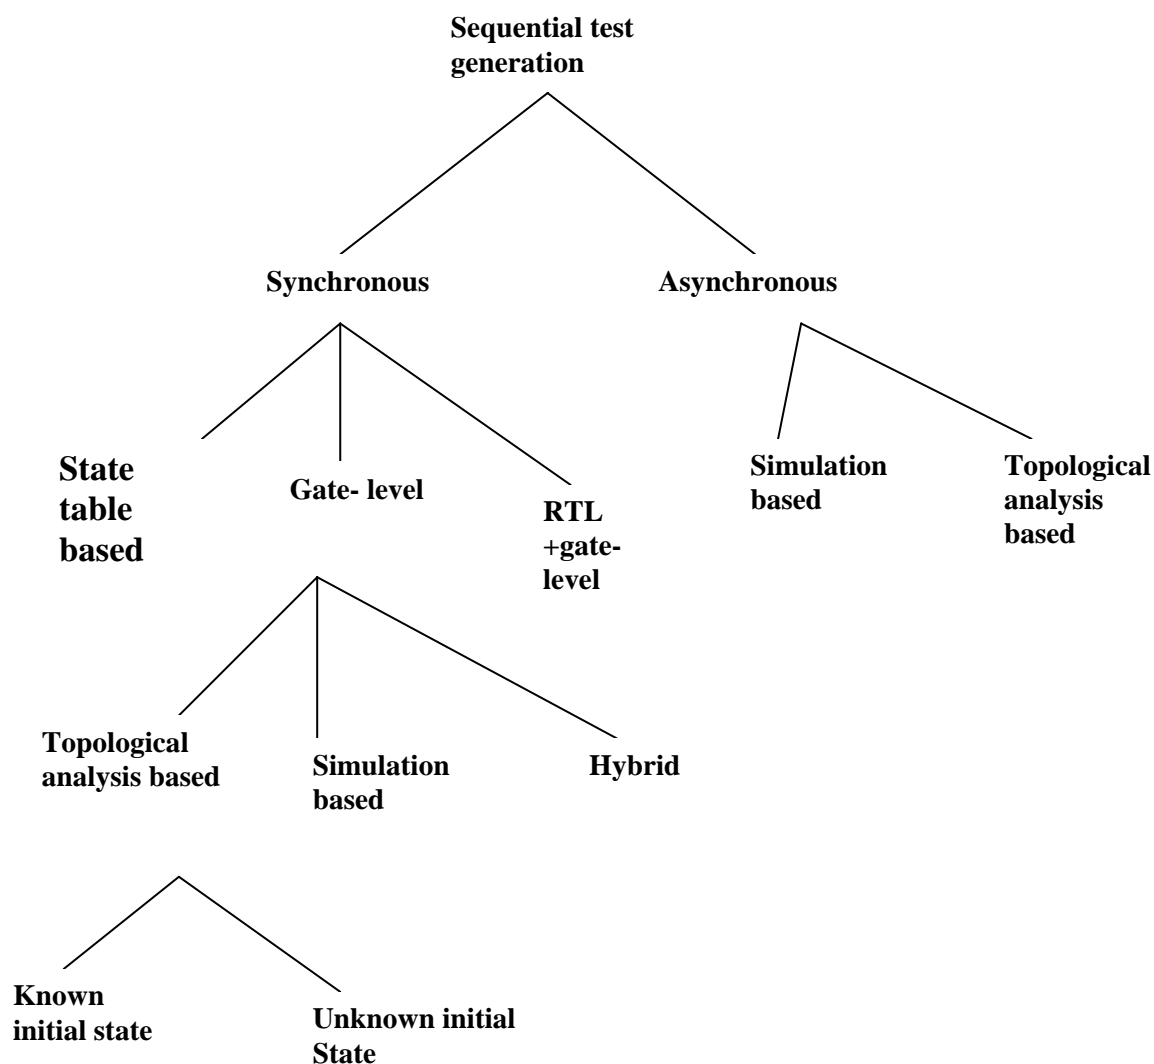 Sequential test
generation
Synchronous
Asynchronous
State
table
based
Gate- level
RTL
+gate-
level
Simulation
based
Topological
analysis
based
Topological
analysis based
Simulation
based
Hybrid
Known
initial state
Unknown initial
State